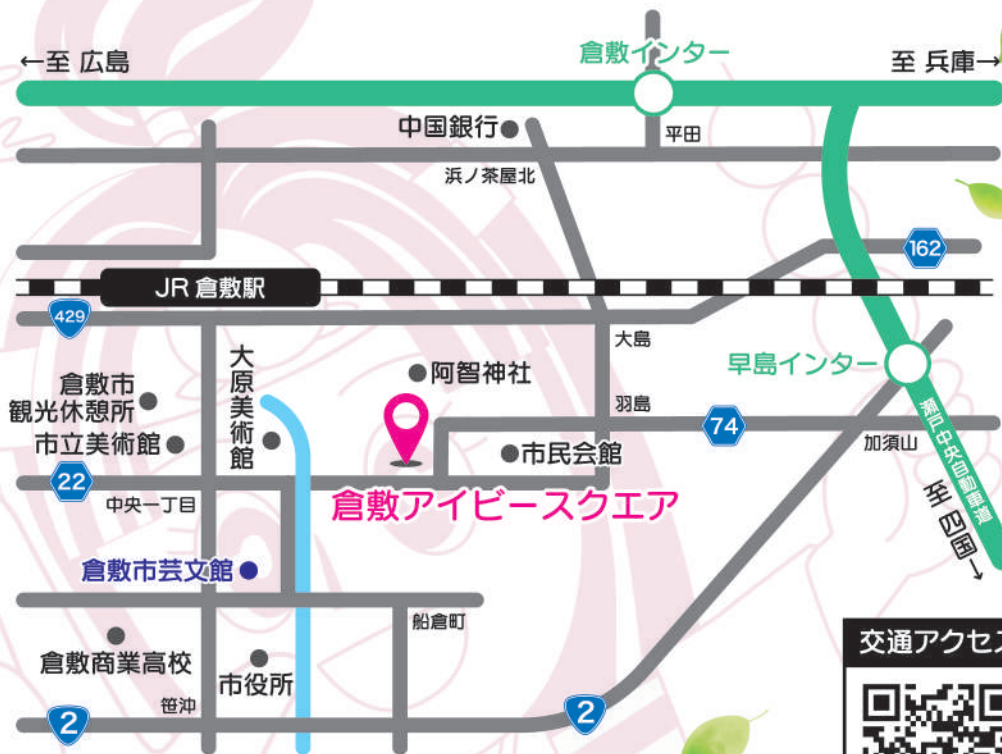 ←至 広島
倉敷インター
至 兵庫→
中国銀行
平田
浜ノ茶屋北
162
JR 倉敷駅
429
大島
早島インター
大原美術館
阿智神社
倉敷市
観光休憩所
羽島
74
加須山
市立美術館
市民会館
瀬戸中央自動車道
22
中央一丁目
倉敷アイビースクエア
至 四国→
倉敷市芸文館
船倉町
倉敷商業高校
市役所
笹沖
2
2
交通アクセス